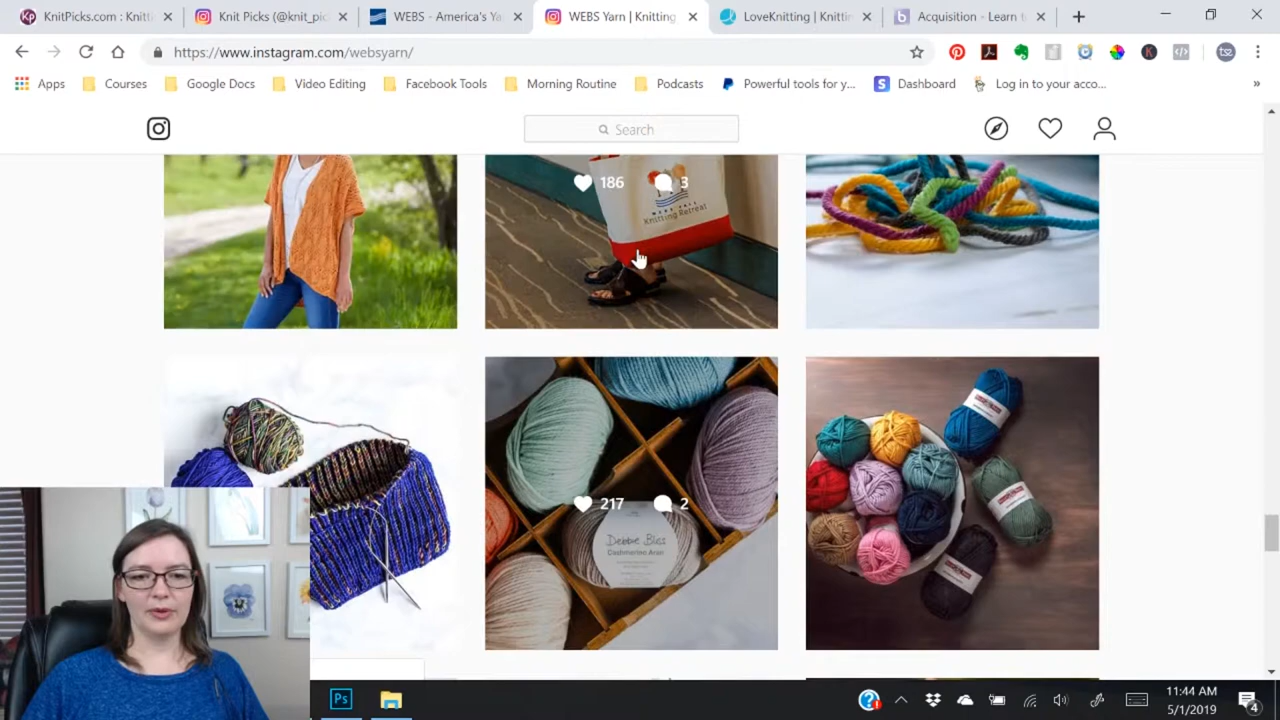 KnitPicks.com : Knitti
Knit Picks (@knit_pic
WEBS - America's Ya
WEBS Yarn | Knitting
LoveKnitting | Knittin
Acquisition - Learn t
https://www.instagram.com/websyarn/
Apps
Courses
Google Docs
Video Editing
Facebook Tools
Morning Routine
Podcasts
Powerful tools for y...
Dashboard
Log in to your acco...
»
Search
186 3
Knitting Retreat
217 2
Debbie Bliss
Cashmerino Aran
Ps
11:44 AM
5/1/2019
4